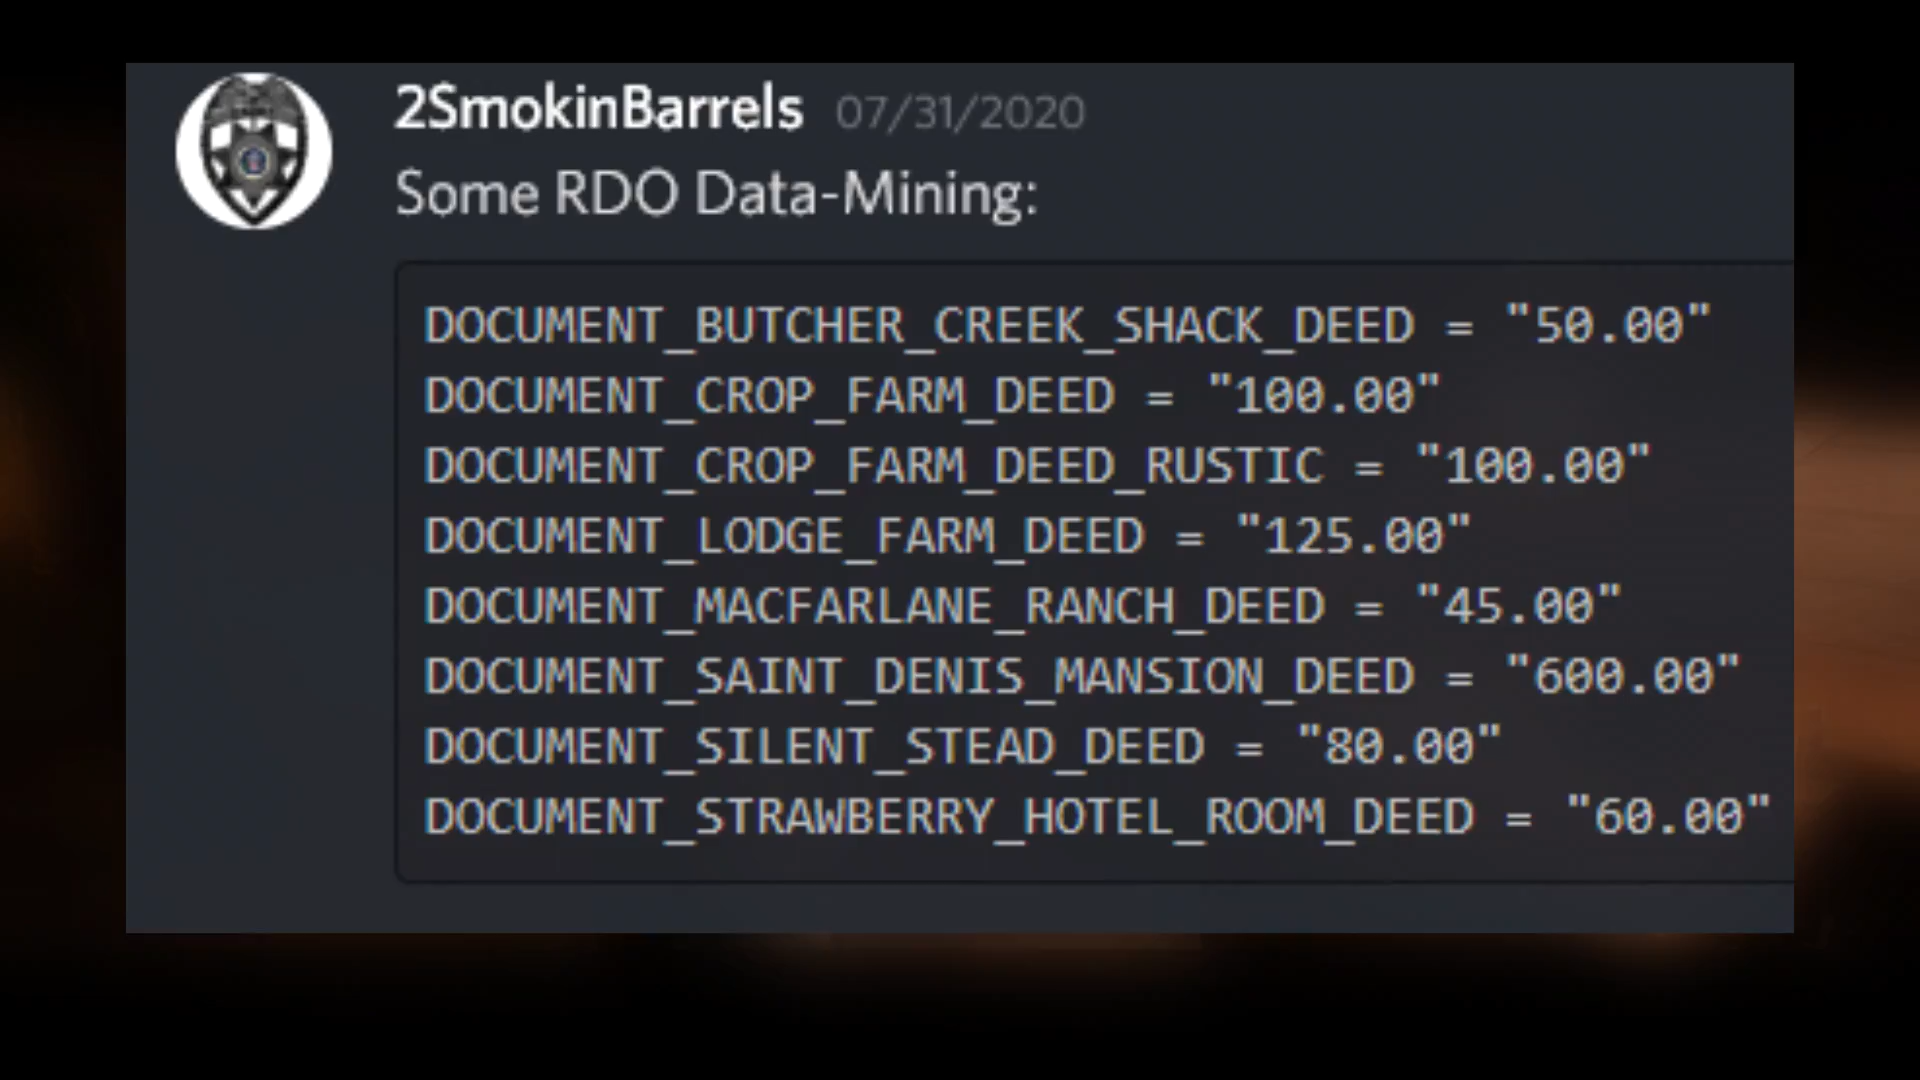 2SmokinBarrels 07/31/2020
Some RDO Data-Mining:
DOCUMENT_BUTCHER_CREEK_SHACK_DEED = "50.00"
DOCUMENT_CROP_FARM_DEED = "100.00"
DOCUMENT_CROP_FARM_DEED_RUSTIC = "100.00"
DOCUMENT_LODGE_FARM_DEED = "125.00"
DOCUMENT_MACFARLANE_RANCH_DEED = "45.00"
DOCUMENT_SAINT_DENIS_MANSION_DEED = "600.00"
DOCUMENT_SILENT_STEAD_DEED = "80.00"
DOCUMENT_STRAWBERRY_HOTEL_ROOM_DEED = "60.00"